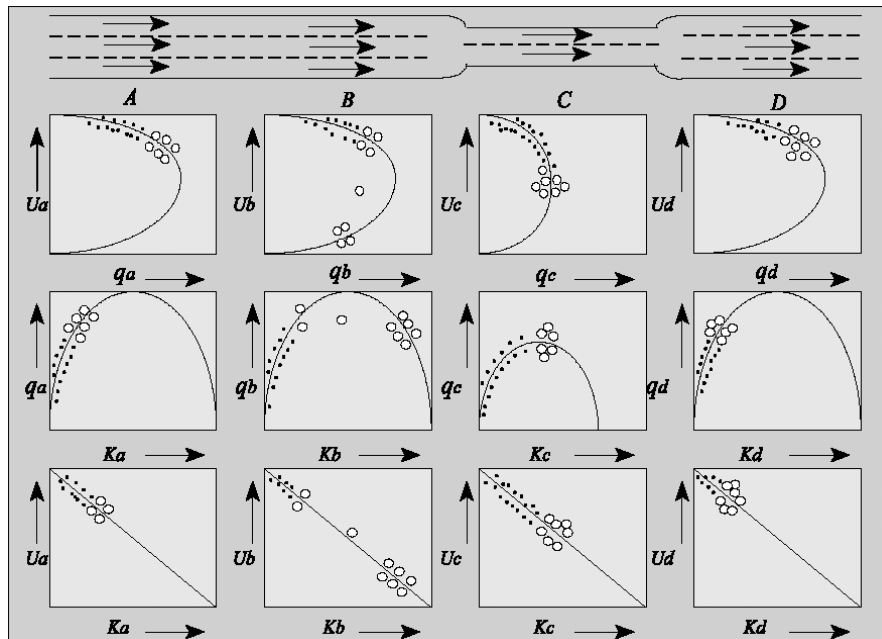 A B C D
Ua Ub Uc Ud
qa qb qc qd
qa qb qc qd
Ka Kb Kc Kd
Ua Ub Uc Ud
Ka Kb Kc Kd